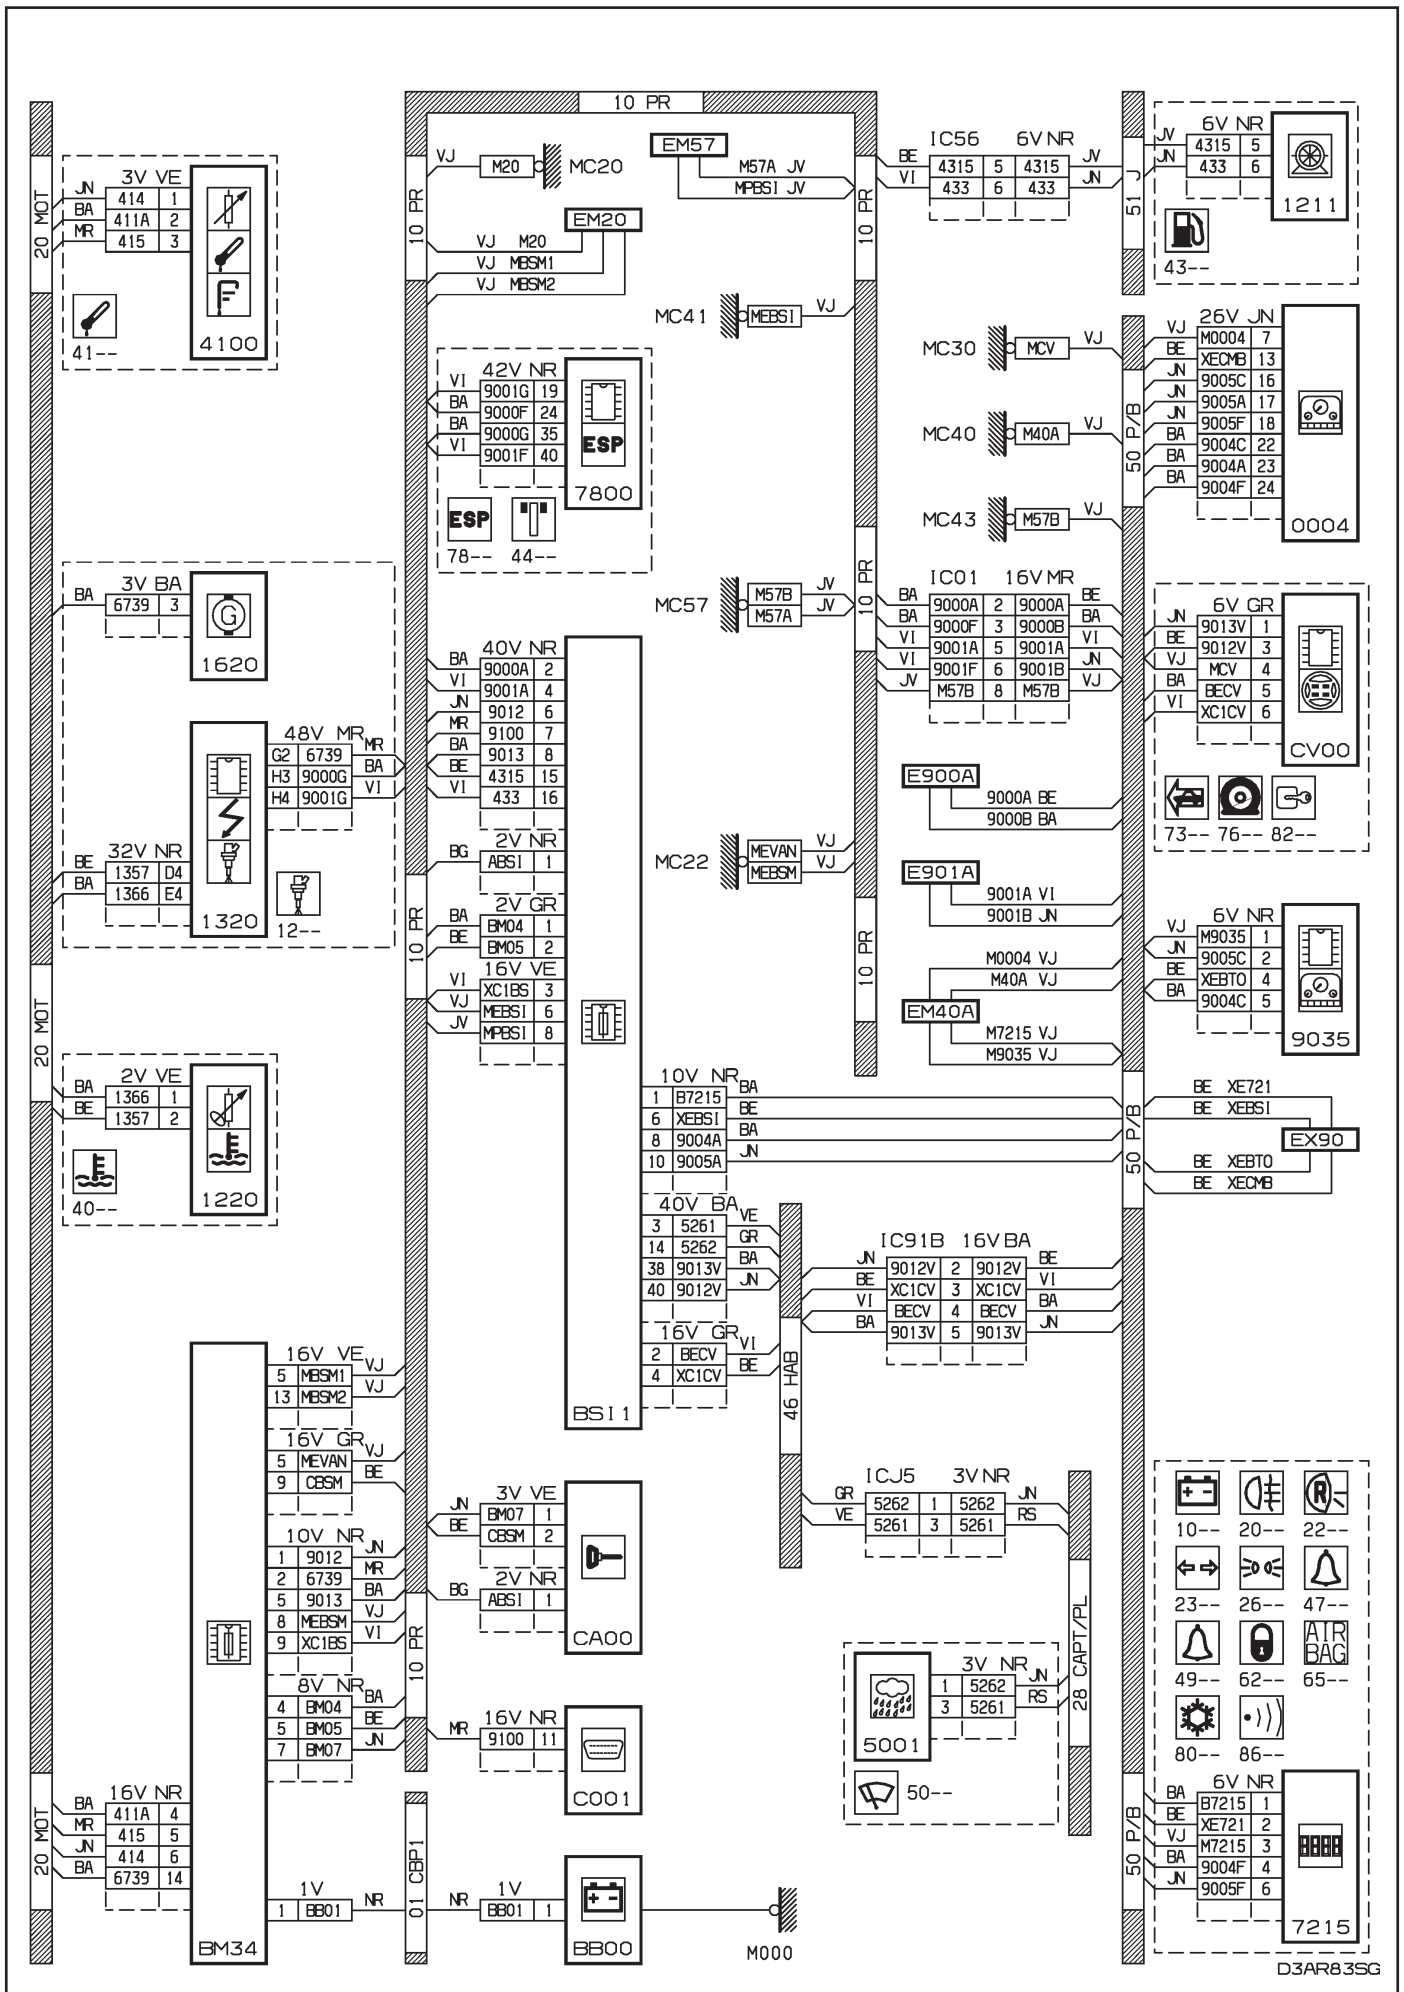 10 PR
20 MOT
3V VE
JN 414 1
BA 411A 2
MR 415 3
4100
41--
10 PR
VJ M20 MC20
EM20
VJ M20
VJ MBSM1
VJ MBSM2
EM57
M57A JV
MPBSI JV
10 PR
IC56 6V NR
BE 4315 5 4315 JV
VI 433 6 433 JN
51 J
6V NR
JV 4315 5
JN 433 6
1211
43--
MC41 MEBSI VJ
MC30 MCV VJ
MC40 M40A VJ
MC43 M57B VJ
50 P/B
26V JN
VJ M0004 7
BE XECMB 13
JN 9005C 16
JN 9005A 17
JN 9005F 18
BA 9004C 22
BA 9004A 23
BA 9004F 24
0004
42V NR
VI 9001G 19
BA 9000F 24
BA 9000G 35
VI 9001F 40
ESP
7800
ESP
78-- 44--
3V BA
BA 6739 3
G
1620
MC57 M57B JV
M57A JV
10 PR
IC01 16V MR
BA 9000A 2 9000A BE
BA 9000F 3 9000B BA
VI 9001A 5 9001A VI
VI 9001F 6 9001B JN
JV M57B 8 M57B VJ
6V GR
JN 9013V 1
BE 9012V 3
VJ MCV 4
BA BECV 5
VI XC1CV 6
CV00
73-- 76-- 82--
48V MR
G2 6739 MR
H3 9000G BA
H4 9001G VI
32V NR
BE 1357 D4
BA 1366 E4
1320
12--
40V NR
BA 9000A 2
VI 9001A 4
JN 9012 6
MR 9100 7
BA 9013 8
BE 4315 15
VI 433 16
2V NR
BG ABSI 1
10 PR
2V GR
BA BM04 1
BE BM05 2
16V VE
VI XC1BS 3
VJ MEBSI 6
JV MPBSI 8
MC22 MEVAN VJ
MEBSM VJ
10 PR
E900A
9000A BE
9000B BA
E901A
9001A VI
9001B JN
M0004 VJ
M40A VJ
EM40A
M7215 VJ
M9035 VJ
6V NR
VJ M9035 1
JN 9005C 2
BE XEBTO 4
BA 9004C 5
9035
20 MOT
2V VE
BA 1366 1
BE 1357 2
1220
40--
10V NR
1 B7215 BA
6 XEBSI BE
8 9004A BA
10 9005A JN
50 P/B
BE XE721
BE XEBSI
EX90
BE XEBTO
BE XECMB
40V BA
3 5261 VE
14 5262 GR
38 9013V BA
40 9012V JN
16V GR
2 BECV VI
4 XC1CV BE
BSI1
46 HAB
IC91B 16V BA
JN 9012V 2 9012V BE
BE XC1CV 3 XC1CV VI
VI BECV 4 BECV BA
BA 9013V 5 9013V JN
16V VE
5 MBSM1 VJ
13 MBSM2 VJ
16V GR
5 MEVAN VJ
9 CBSM BE
10V NR
1 9012 JN
2 6739 MR
5 9013 BA
8 MEBSM VJ
9 XC1BS VI
8V NR
4 BM04 BA
5 BM05 BE
7 BM07 JN
3V VE
JN BM07 1
BE CBSM 2
2V NR
BG ABSI 1
CA00
10 PR
16V NR
MR 9100 11
C001
ICJ5 3V NR
GR 5262 1 5262 JN
VE 5261 3 5261 RS
28 CAPT/PL
3V NR
1 5262 JN
3 5261 RS
5001
50--
R
10-- 20-- 22--
23-- 26-- 47--
AIR
BAG
49-- 62-- 65--
80-- 86--
20 MOT
16V NR
BA 411A 4
MR 415 5
JN 414 6
BA 6739 14
1V
1 BB01 NR
BM34
01 CBP1
1V
NR BB01 1
BB00
M000
50 P/B
6V NR
BA B7215 1
BE XE721 2
VJ M7215 3
BA 9004F 4
JN 9005F 6
8888
7215
D3AR83SG